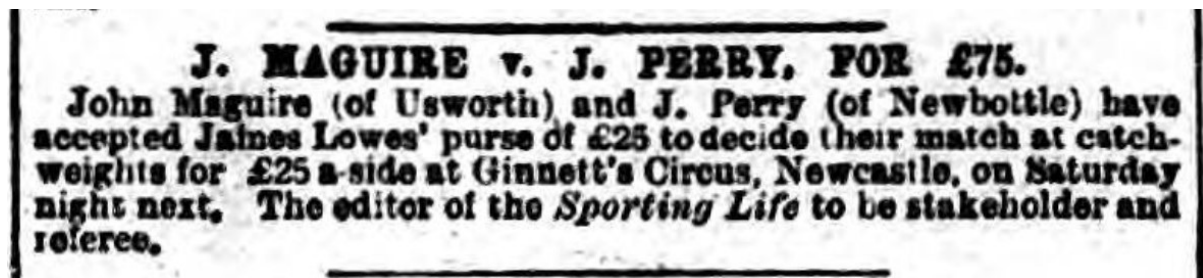 J. MAGUIRE v. J. PERRY, FOR £75.
John Maguire (of Usworth) and J. Perry (of Newbottle) have
accepted James Lowes' purse of £25 to decide their match at catch-
weights for £25 a-side at Ginnett's Circus, Newcastle, on Saturday
night next. The editor of the Sporting Life to be stakeholder and
referee.